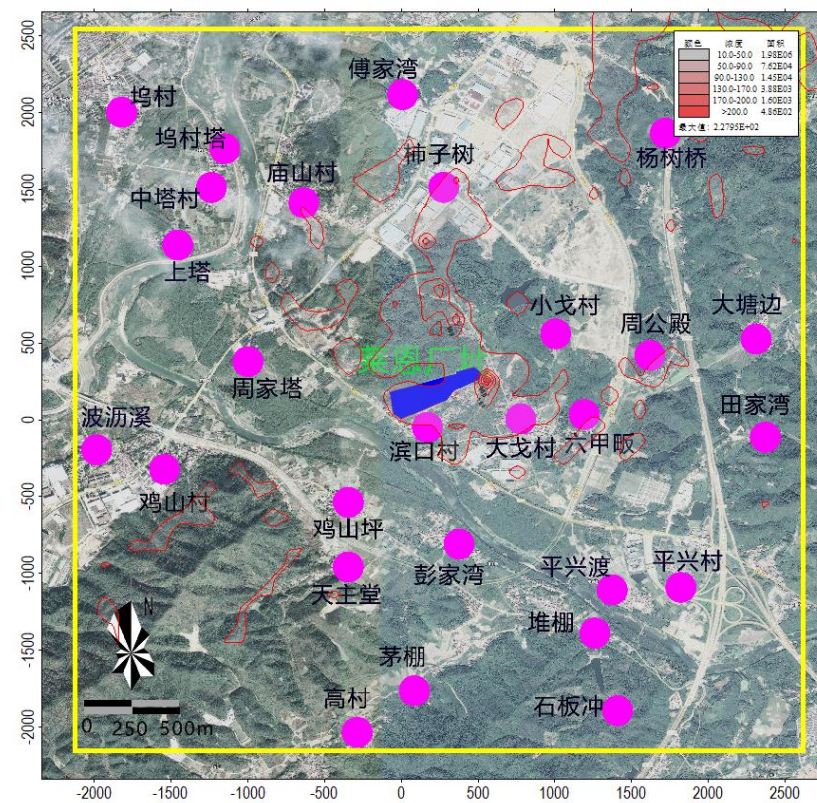 颜色 浓度 面积
10.0-50.0 1.98E06
50.0-90.0 7.62E04
90.0-130.0 1.45E04
130.0-170.0 3.88E03
170.0-200.0 1.60E03
>200.0 4.86E02
最大值: 2.2795E+02
傅家湾
坞村
坞村塔
柿子树
杨树桥
庙山村
中塔村
上塔
小戈村
周公殿
大塘边
莱恩厂址
周家塔
波沥溪
田家湾
滨口村
大戈村
六甲畈
鸡山村
鸡山坪
彭家湾
平兴渡
平兴村
天主堂
堆棚
茅棚
高村
石板冲
N
0 250 500m
2500
2000
1500
1000
500
0
-500
-1000
-1500
-2000
-2000 -1500 -1000 -500 0 500 1000 1500 2000 2500